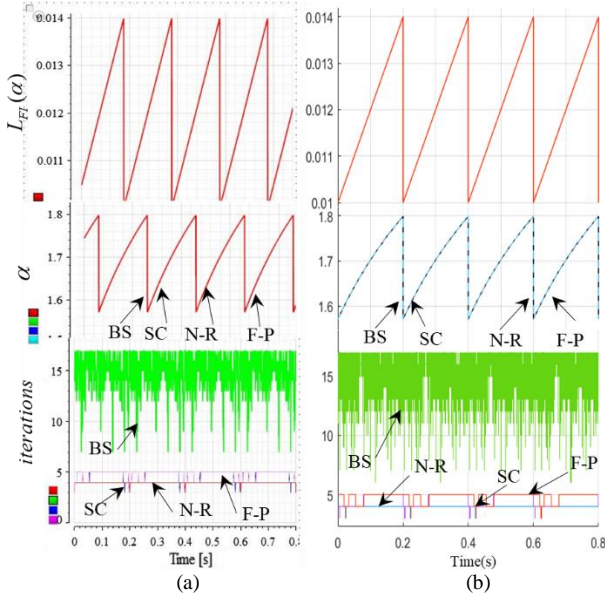 0.014
0.013
0.012
0.011
L_FI(α)
1.8
1.7
1.6
α
BS SC N-R F-P
15
10
5
0
iterations
BS
SC N-R F-P
0.0 0.1 0.2 0.3 0.4 0.5 0.6 0.7 0.8
Time [s]
(a)
0.014
0.013
0.012
0.011
0.01
1.8
1.7
1.6
BS SC N-R F-P
15
10
5
BS
N-R SC F-P
0 0.2 0.4 0.6 0.8
Time(s)
(b)